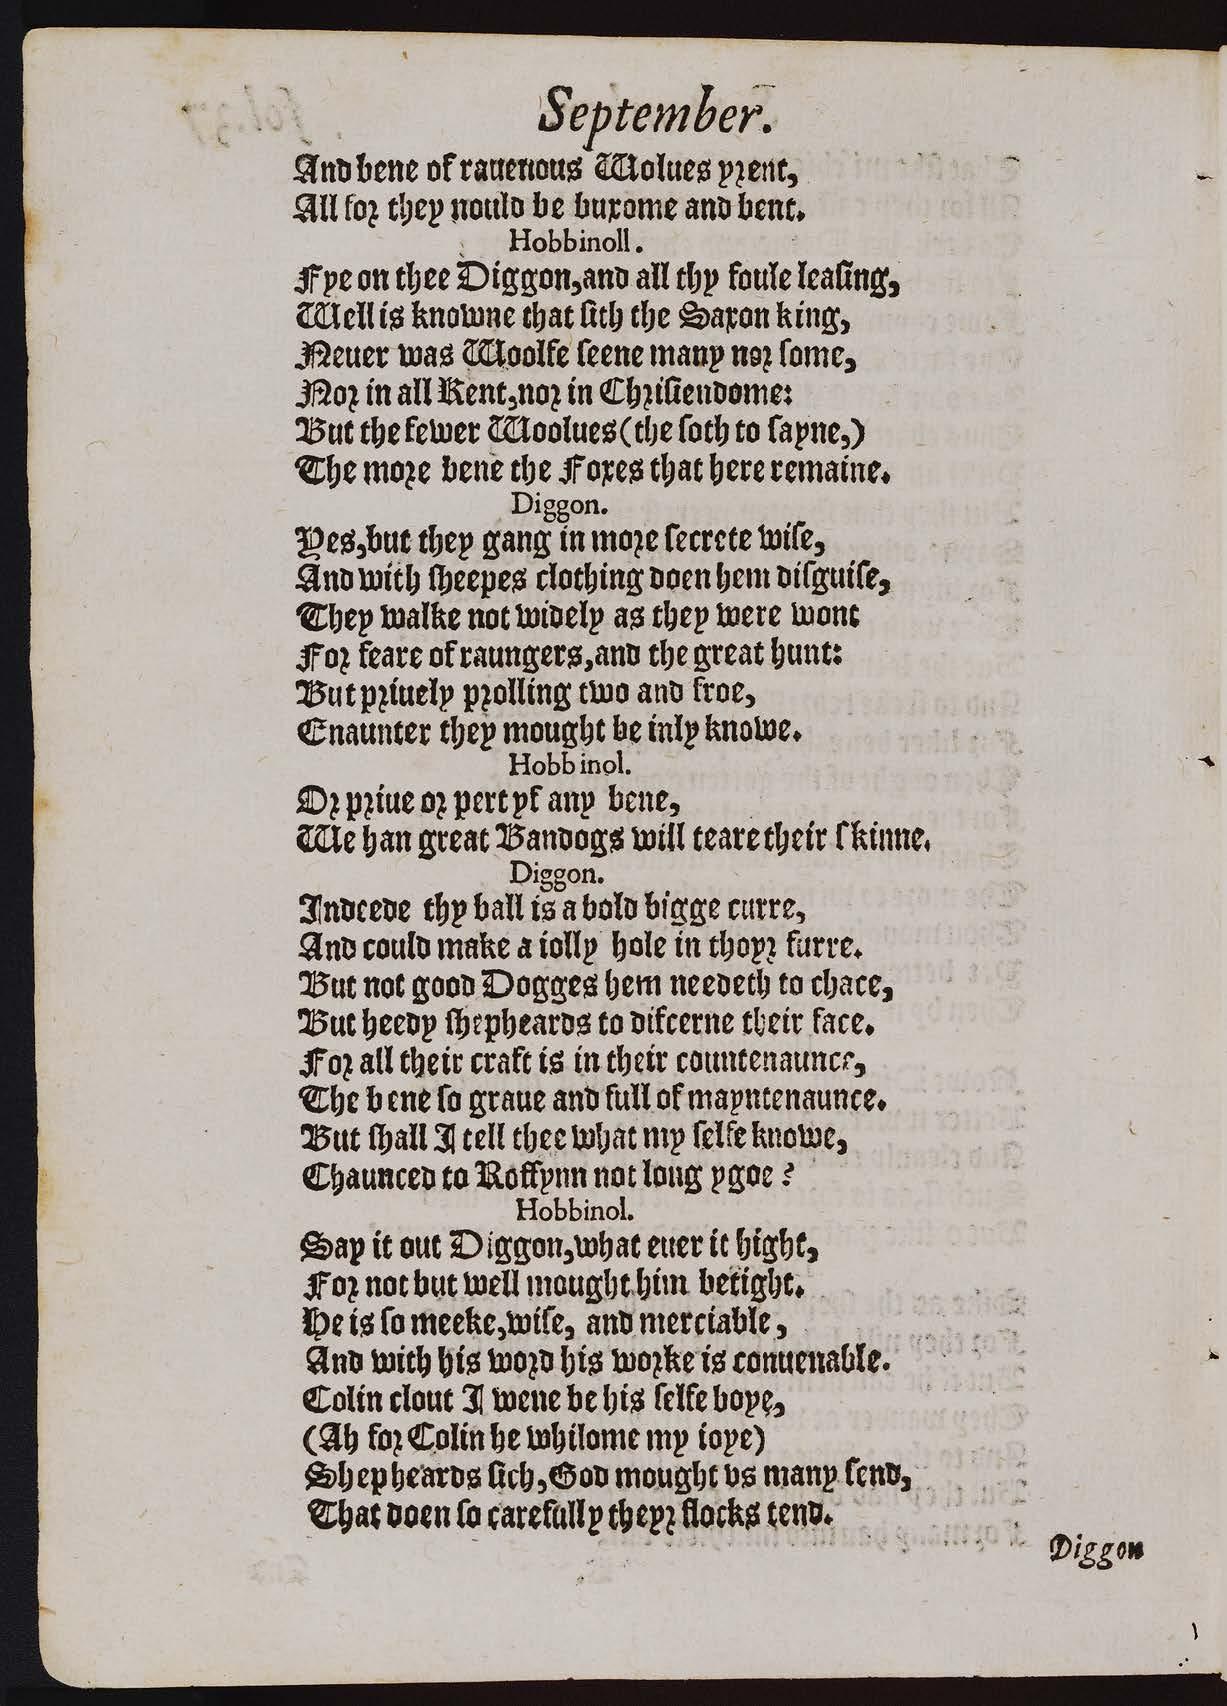 September.
And bene of rauenous Wolues yrent,
All for they nould be buxome and bent.
Hobbinoll.
Fye on thee Diggon, and all thy foule leasing,
Well is knowne that sith the Saxon king,
Neuer was Woolfe seene many nor some,
Nor in all Kent, nor in Christendome:
But the fewer Woolues (the soth to sayne,)
The more bene the Foxes that here remaine.
Diggon.
Yes, but they gang in more secrete wise,
And with sheepes clothing doen hem disguise,
They walke not widely as they were wont
For feare of raungers, and the great hunt:
But priuely prolling two and froe,
Enaunter they mought be inly knowe.
Hobbinol.
Or priue or pert yf any bene,
We han great Bandogs will teare their skinne.
Diggon.
Indeede thy ball is a bold bigge curre,
And could make a iolly hole in theyr furre.
But not good Dogges hem needeth to chace,
But heedy shepheards to discerne their face.
For all their craft is in their countenaunce,
The bene so graue and full of mayntenaunce.
But shall I tell thee what my selfe knowe,
Chaunced to Roffynn not long ygoe?
Hobbinol.
Say it out Diggon, what euer it hight,
For not but well mought him betight.
He is so meeke, wise, and merciable,
And with his word his worke is conuenable.
Colin clout I wene be his selfe boye,
(Ah for Colin he whilome my ioye)
Shepheards sich, God mought vs many send,
That doen so carefully theyr flocks tend.
Diggon